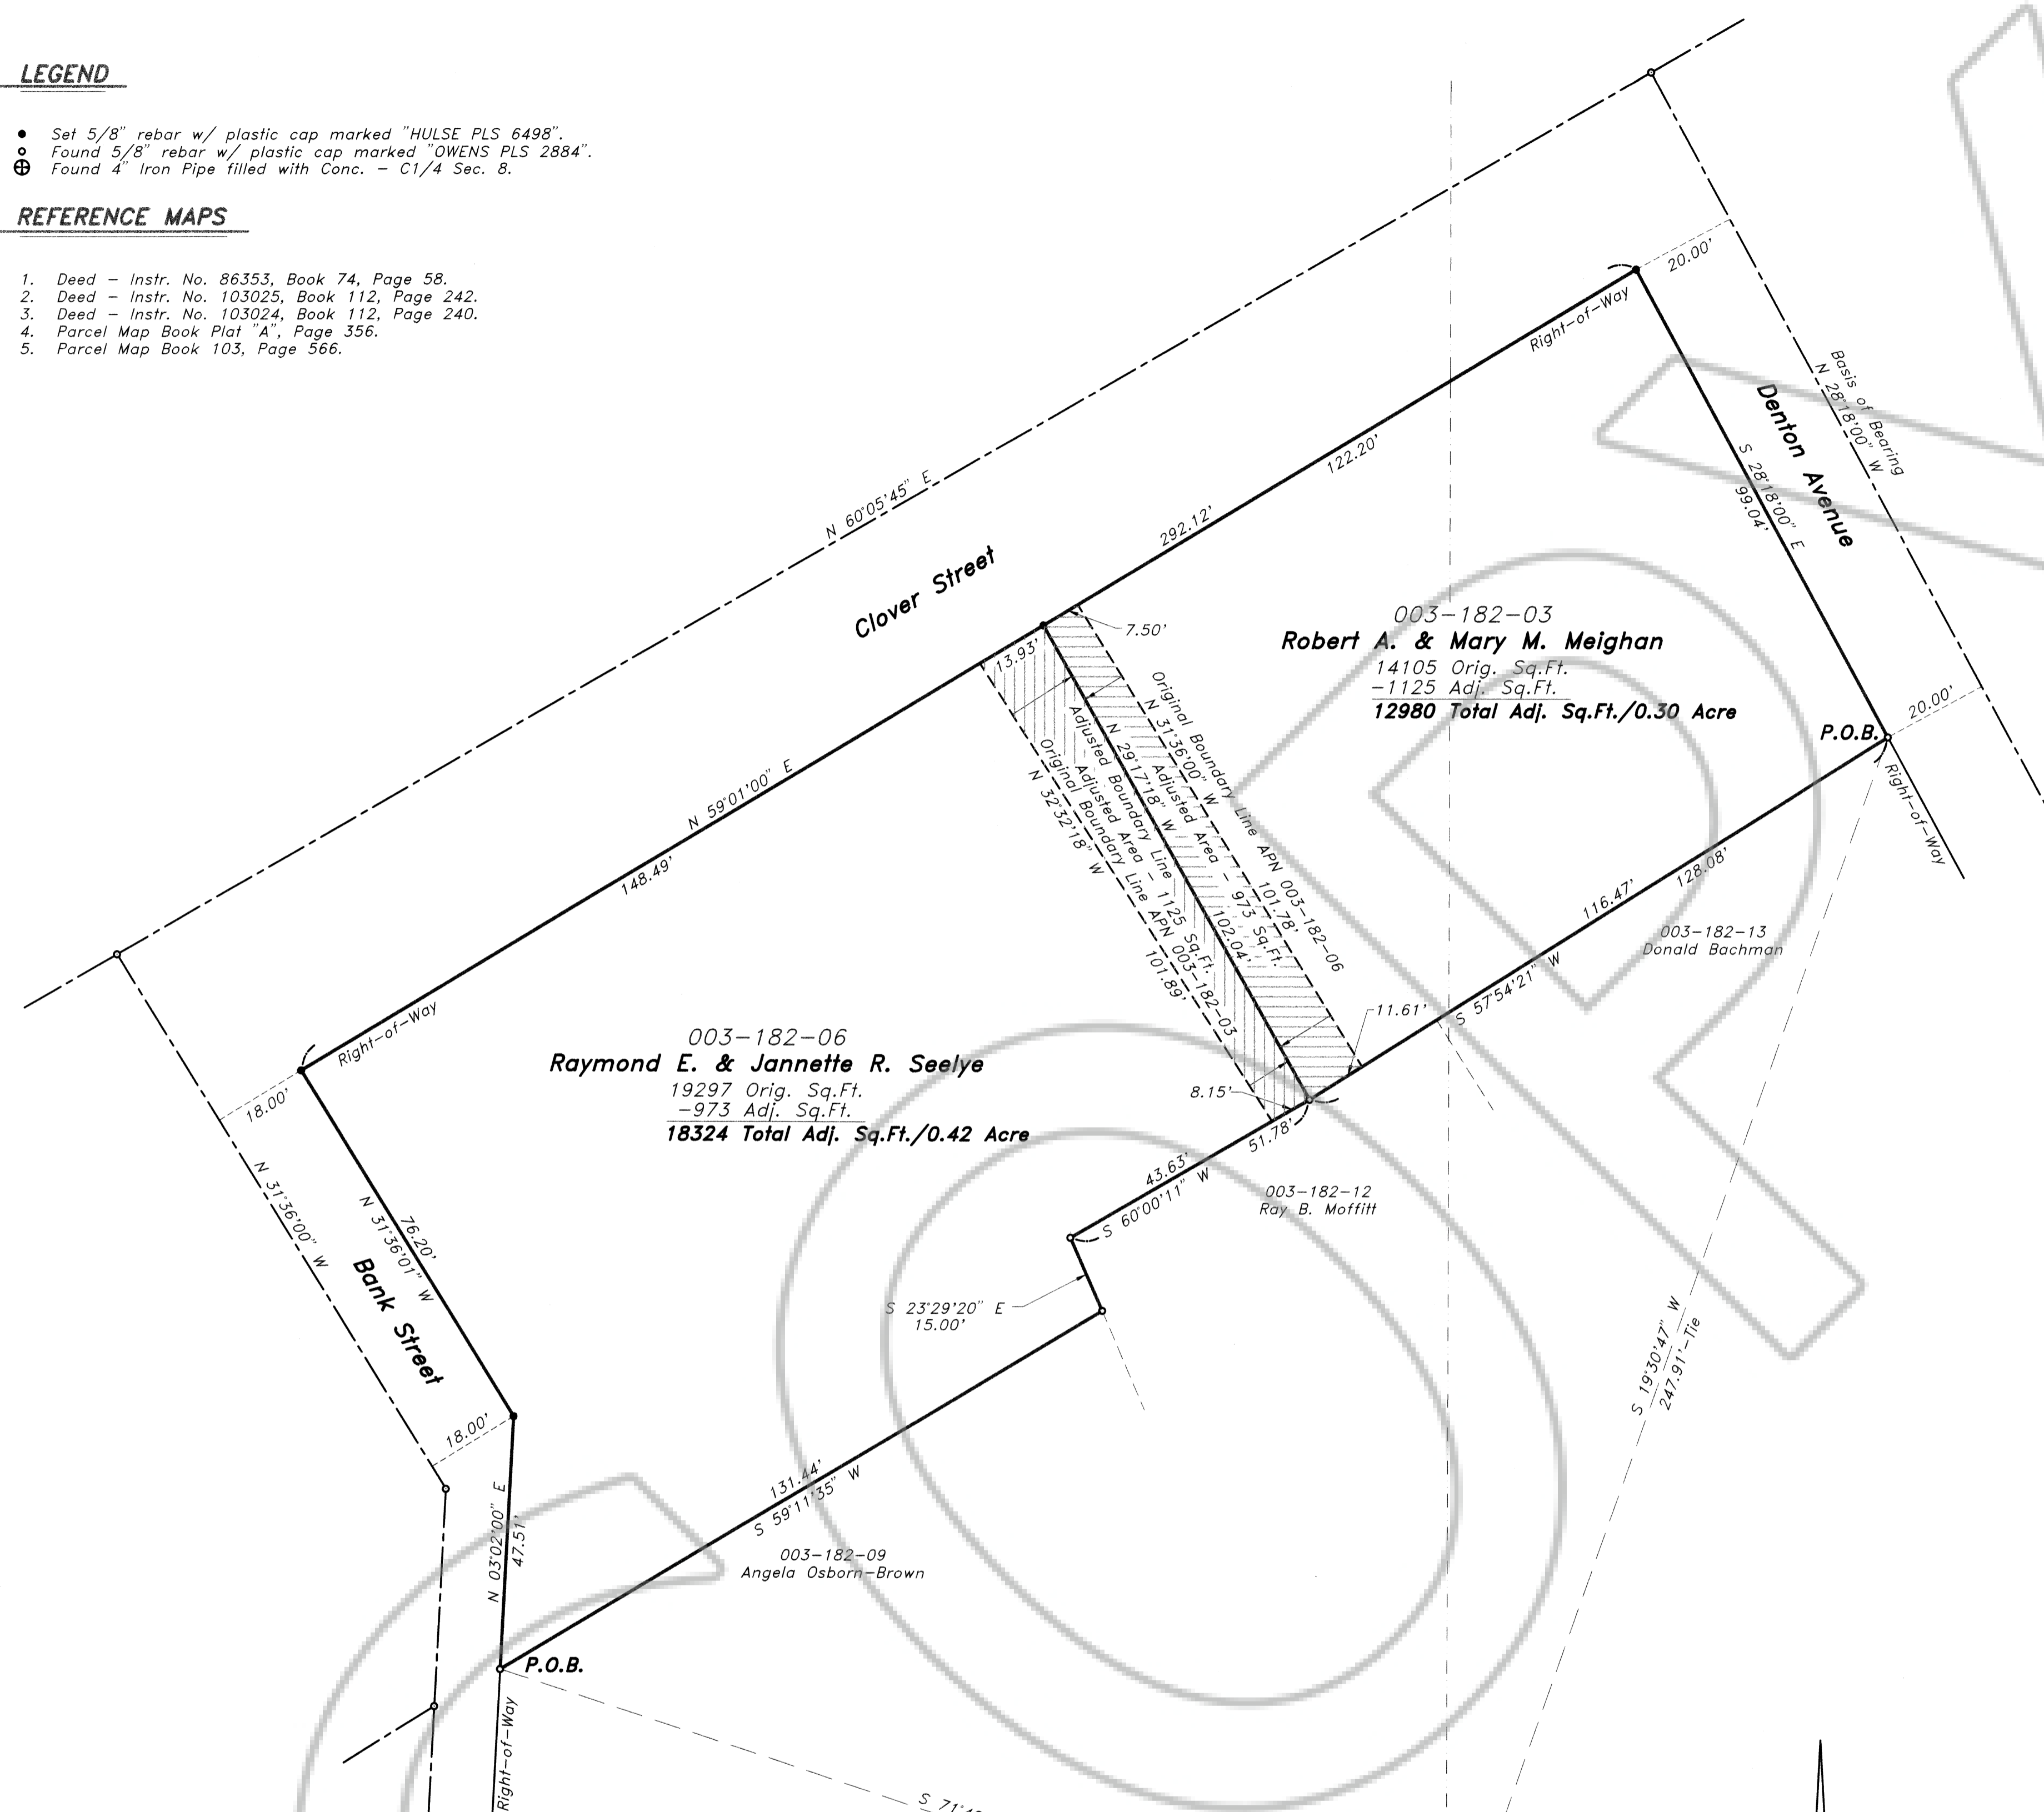 LEGEND
● Set 5/8" rebar w/ plastic cap marked "HULSE PLS 6498".
○ Found 5/8" rebar w/ plastic cap marked "OWENS PLS 2884".
⊕ Found 4" Iron Pipe filled with Conc. - C1/4 Sec. 8.
REFERENCE MAPS
1. Deed - Instr. No. 86353, Book 74, Page 58.
2. Deed - Instr. No. 103025, Book 112, Page 242.
3. Deed - Instr. No. 103024, Book 112, Page 240.
4. Parcel Map Book Plat "A", Page 356.
5. Parcel Map Book 103, Page 566.
20.00'
Right-of-Way
Basis of Bearing
N 28°18'00" W
Denton Avenue
S 28°18'00" E
99.04'
122.20'
292.12'
N 60°05'45" E
Clover Street
7.50'
13.93'
003-182-03
Robert A. & Mary M. Meighan
14105 Orig. Sq.Ft.
-1125 Adj. Sq.Ft.
12980 Total Adj. Sq.Ft./0.30 Acre
20.00'
P.O.B.
Right-of-Way
Original Boundary Line APN 003-182-06
N 31°36'00" W 101.78'
Adjusted Area - 973 Sq.Ft.
N 29°17'18" W 102.04'
Adjusted Boundary Line
Adjusted Area - 1125 Sq.Ft.
Original Boundary Line APN 003-182-03
N 32°32'18" W 101.89'
N 59°01'00" E
148.49'
128.08'
116.47'
003-182-13
Donald Bachman
S 57°54'21" W
11.61'
Right-of-Way
003-182-06
Raymond E. & Jannette R. Seelye
19297 Orig. Sq.Ft.
-973 Adj. Sq.Ft.
18324 Total Adj. Sq.Ft./0.42 Acre
8.15'
51.78'
43.63'
S 60°00'11" W
003-182-12
Ray B. Moffitt
18.00'
N 31°36'00" W
76.20'
N 31°36'01" W
Bank Street
S 23°29'20" E
15.00'
S 19°30'47" W
247.91'-Tie
18.00'
N 03°02'00" E
47.51'
131.44'
S 59°11'35" W
003-182-09
Angela Osborn-Brown
P.O.B.
Right-of-Way